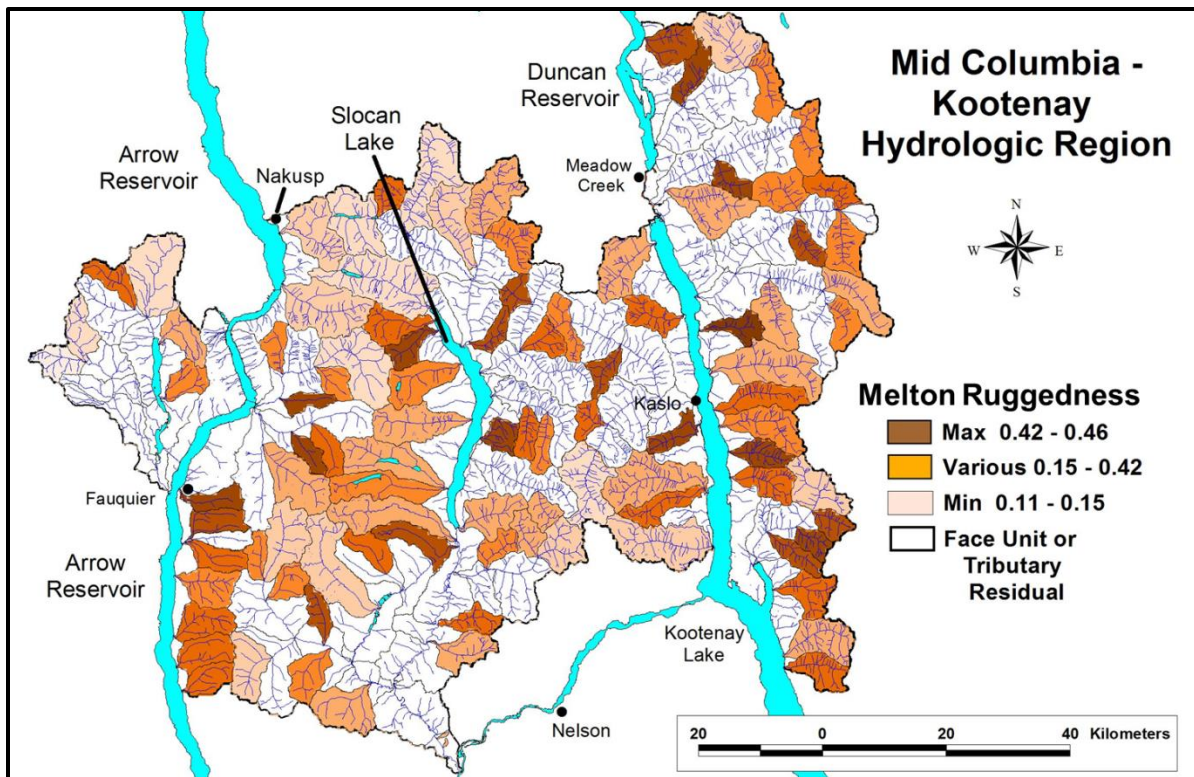 Mid Columbia -
Kootenay
Hydrologic Region
Duncan
Reservoir
Slocan
Lake
Arrow
Reservoir
Nakusp
Meadow
Creek
N
W E
S
Kaslo
Melton Ruggedness
Max 0.42 - 0.46
Various 0.15 - 0.42
Min 0.11 - 0.15
Face Unit or
Tributary
Residual
Fauquier
Arrow
Reservoir
Kootenay
Lake
Nelson
20 0 20 40 Kilometers